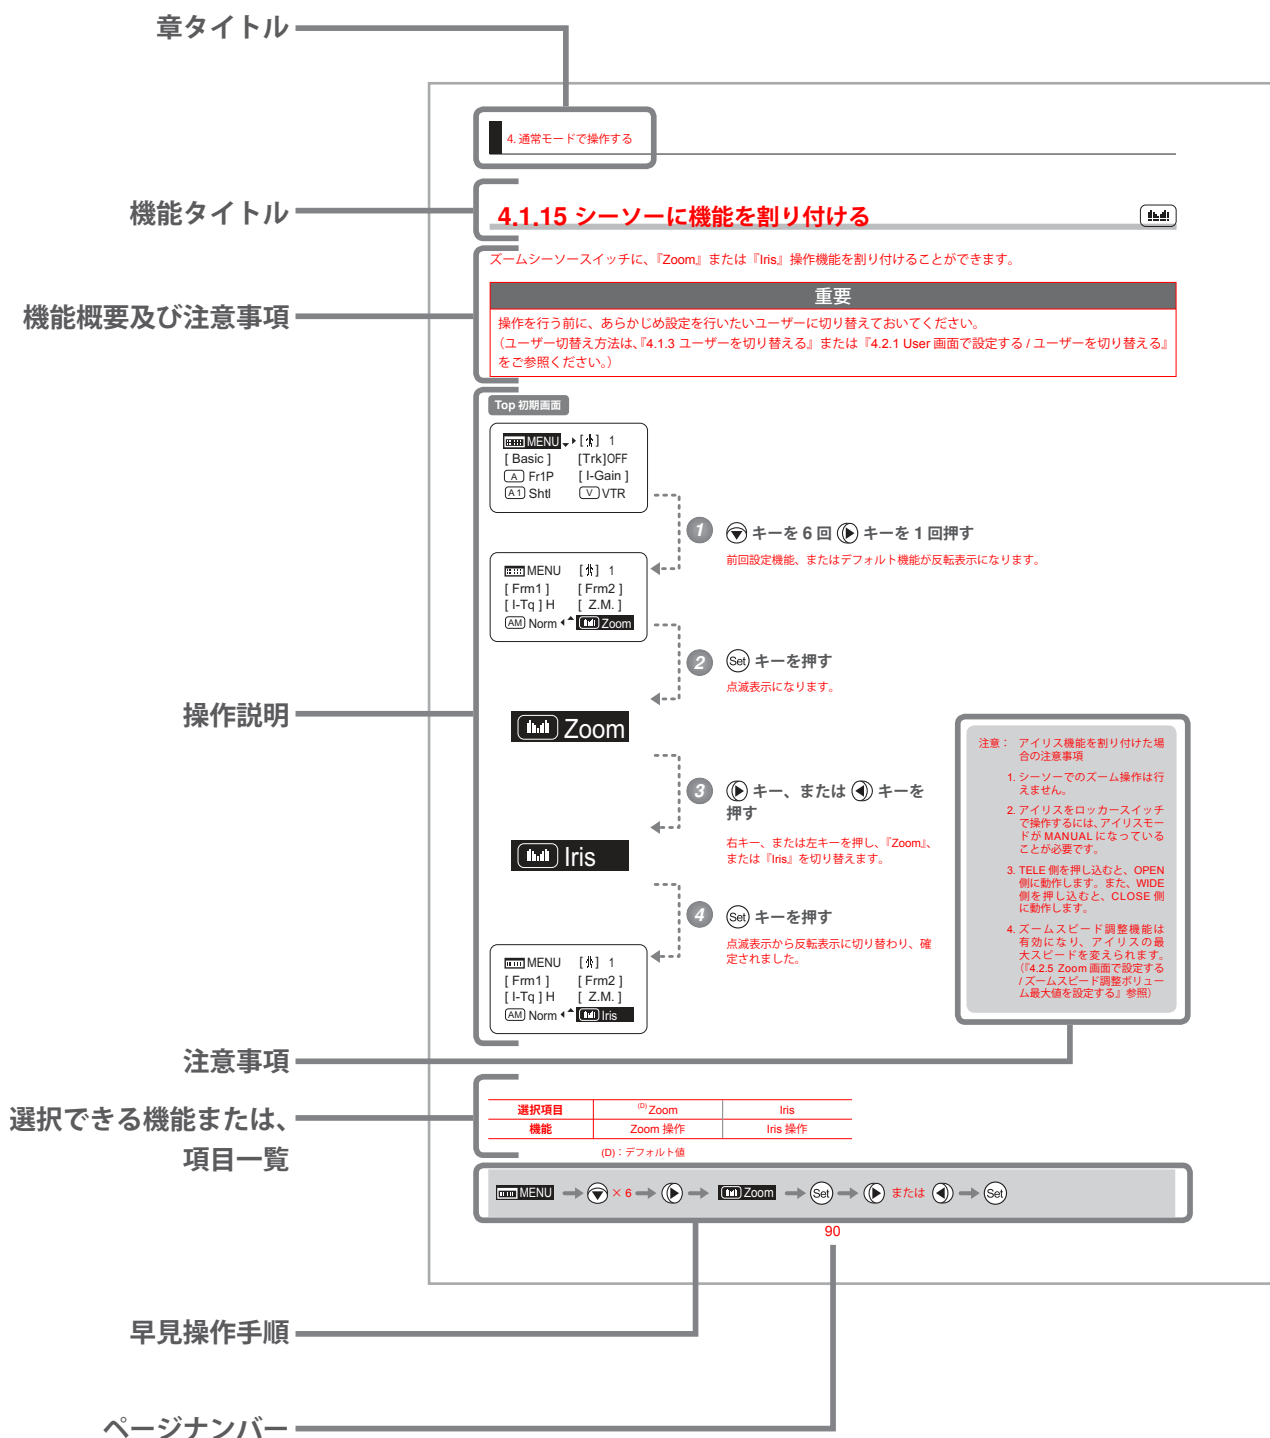 章タイトル
4. 通常モードで操作する
機能タイトル
4.1.15 シーソーに機能を割り付ける
ズームシーソースイッチに、『Zoom』または『Iris』操作機能を割り付けることができます。
機能概要及び注意事項
重要
操作を行う前に、あらかじめ設定を行いたいユーザーに切り替えておいてください。
（ユーザー切替え方法は、『4.1.3 ユーザーを切り替える』または『4.2.1 User 画面で設定する / ユーザーを切り替える』
をご参照ください。）
Top 初期画面
MENU [ ] 1
[ Basic ] [Trk]OFF
A Fr1P [ I-Gain ]
A1 Shtl V VTR
1 キーを 6 回 キーを 1 回押す
前回設定機能、またはデフォルト機能が反転表示になります。
MENU [ ] 1
[ Frm1 ] [ Frm2 ]
[ I-Tq ] H [ Z.M. ]
AM Norm Zoom
2 Set キーを押す
点滅表示になります。
操作説明
Zoom
3 キー、または キーを
押す
右キー、または左キーを押し、『Zoom』、
または『Iris』を切り替えます。
Iris
4 Set キーを押す
点滅表示から反転表示に切り替わり、確
定されました。
MENU [ ] 1
[ Frm1 ] [ Frm2 ]
[ I-Tq ] H [ Z.M. ]
AM Norm Iris
注意： アイリス機能を割り付けた場
合の注意事項
1. シーソーでのズーム操作は行
えません。
2. アイリスをロッカースイッチ
で操作するには、アイリスモー
ドが MANUAL になっている
ことが必要です。
3. TELE 側を押し込むと、OPEN
側に動作します。また、WIDE
側を押し込むと、CLOSE 側
に動作します。
4. ズームスピード調整機能は
有効になり、アイリスの最
大スピードを変えられます。
（『4.2.5 Zoom 画面で設定する
/ ズームスピード調整ボリュー
ム最大値を設定する』参照）
注意事項
選択できる機能または、
項目一覧
選択項目 (D) Zoom Iris
機能 Zoom 操作 Iris 操作
(D)：デフォルト値
MENU × 6 Zoom Set または Set
90
早見操作手順
ページナンバー